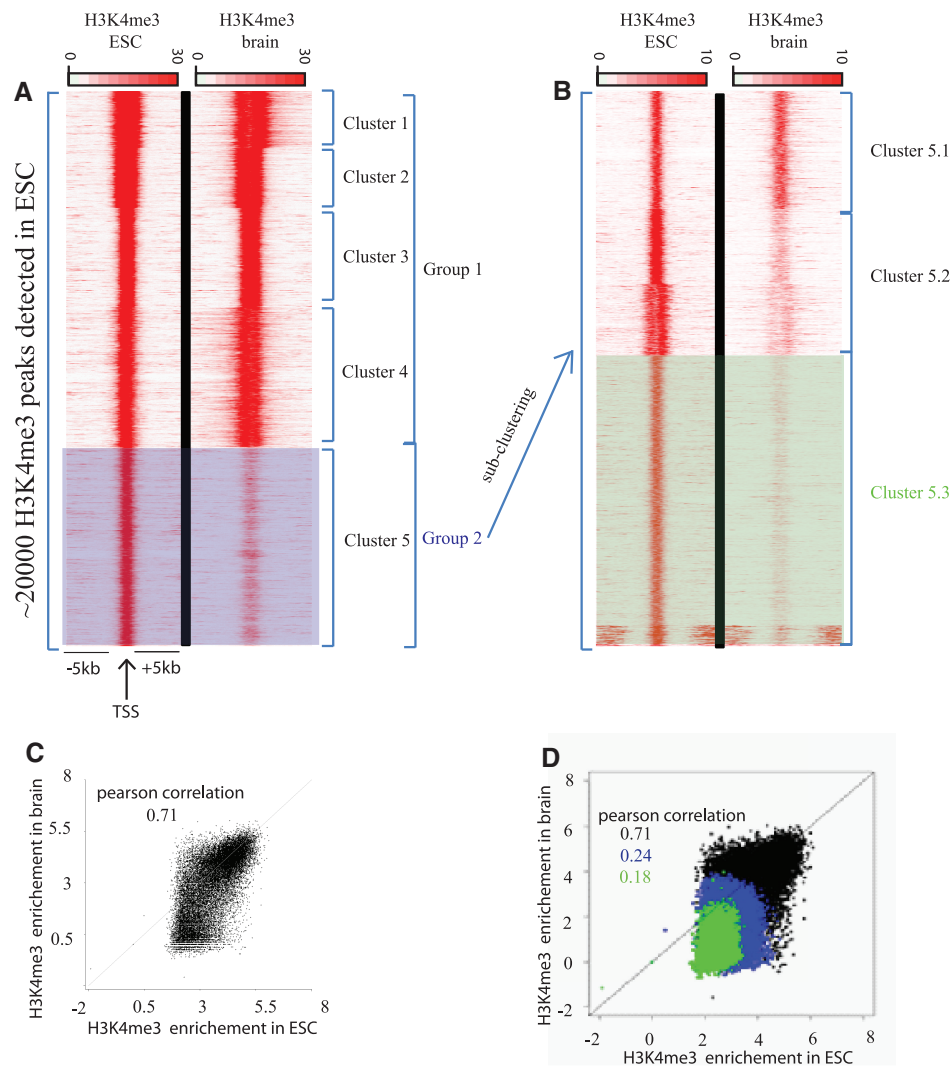 H3K4me3
ESC
H3K4me3
brain
0
30
0
30
A
~20000 H3K4me3 peaks detected in ESC
Cluster 1
Cluster 2
Cluster 3
Cluster 4
Cluster 5
Group 1
Group 2
-5kb
+5kb
TSS
sub-clustering
H3K4me3
ESC
H3K4me3
brain
0
10
0
10
B
Cluster 5.1
Cluster 5.2
Cluster 5.3
C
pearson correlation
0.71
H3K4me3 enrichement in brain
8
5.5
3
0.5
-2
0.5
3
5.5
8
H3K4me3 enrichement in ESC
D
pearson correlation
0.71
0.24
0.18
H3K4me3 enrichement in brain
8
6
4
2
0
-2
-2
0
2
4
6
8
H3K4me3 enrichement in ESC